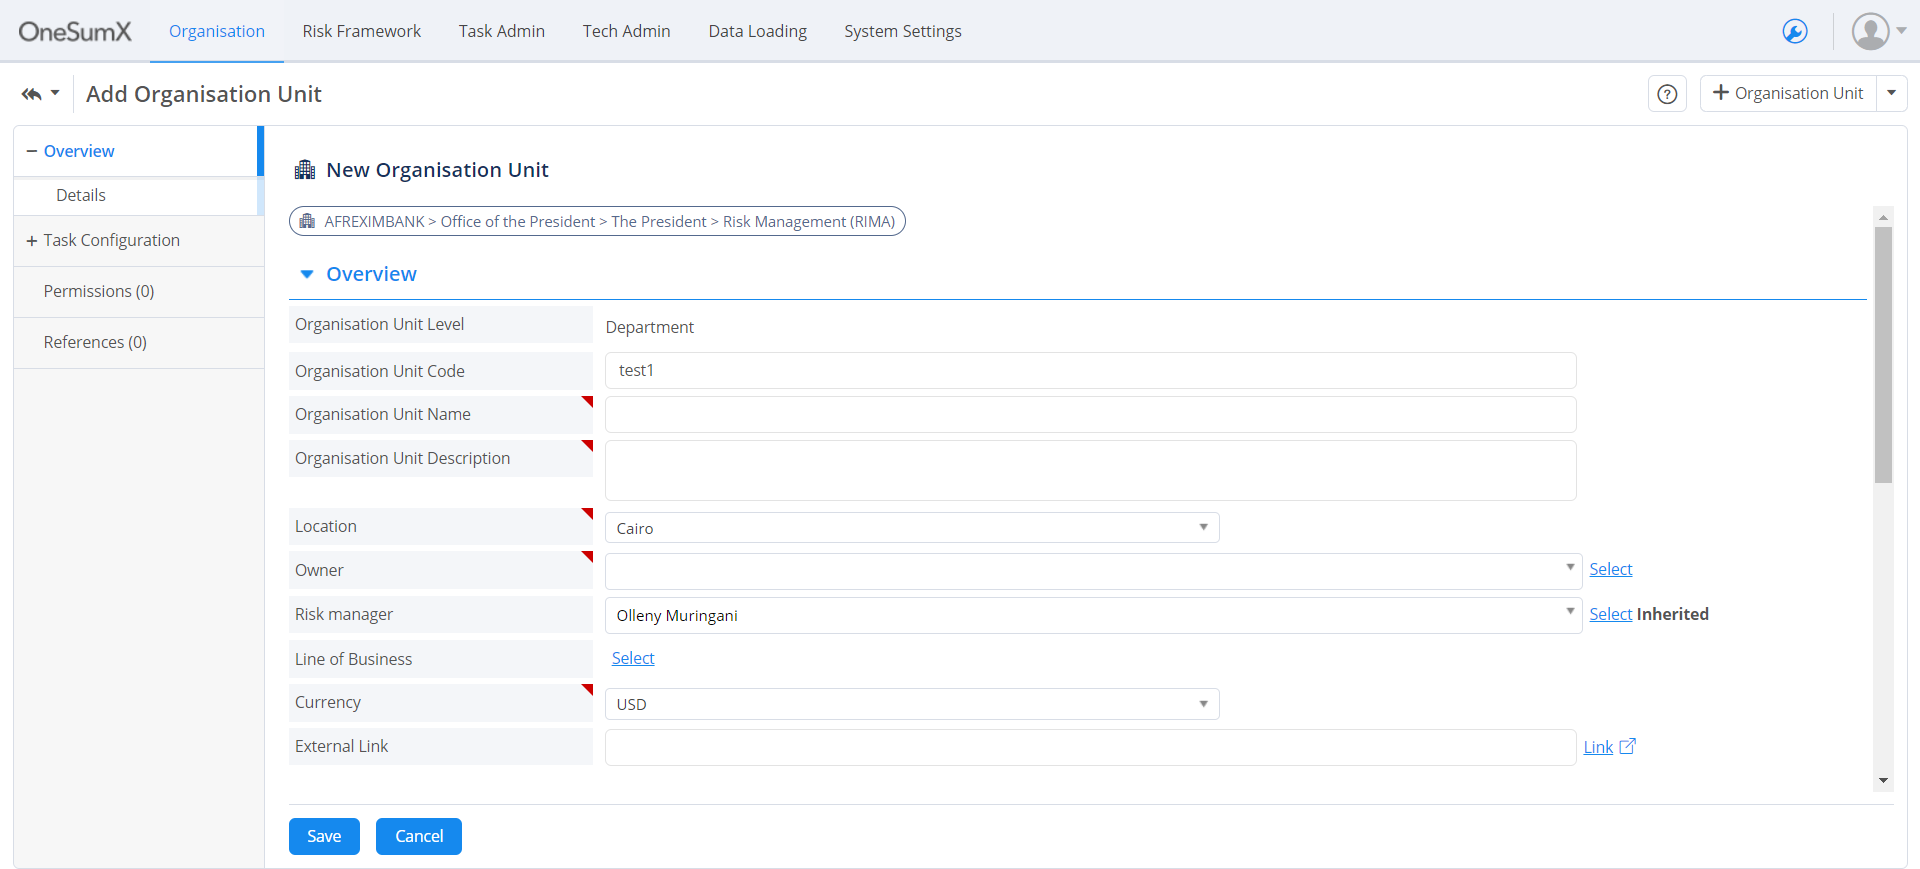 OneSumX
Organisation
Risk Framework
Task Admin
Tech Admin
Data Loading
System Settings
Add Organisation Unit
? + Organisation Unit
− Overview
Details
+ Task Configuration
Permissions (0)
References (0)
New Organisation Unit
AFREXIMBANK > Office of the President > The President > Risk Management (RIMA)
Overview
Organisation Unit Level
Department
Organisation Unit Code
test1
Organisation Unit Name
Organisation Unit Description
Location
Cairo
Owner
Select
Risk manager
Olleny Muringani
Select Inherited
Line of Business
Select
Currency
USD
External Link
Link
Save
Cancel